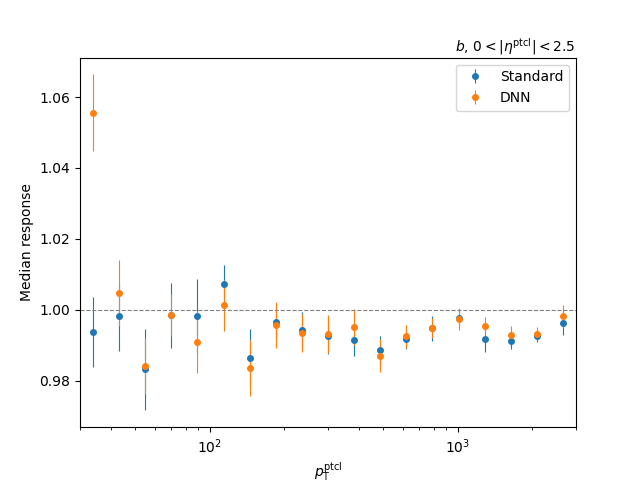 b, 0 < |η^ptcl| < 2.5
Standard
DNN
1.06
1.04
1.02
1.00
0.98
Median response
10^2
10^3
p_T^ptcl